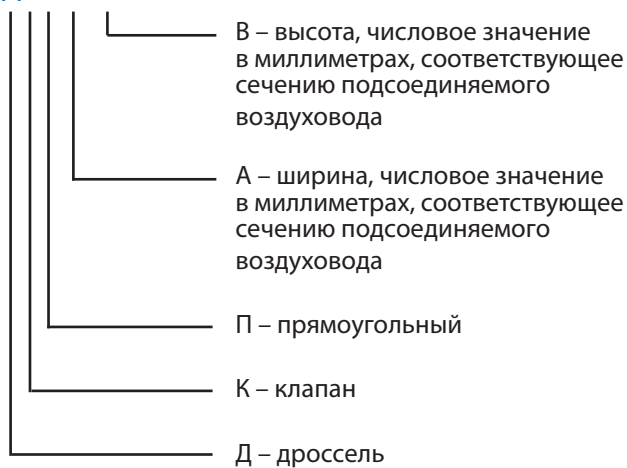 В – высота, числовое значение
в миллиметрах, соответствующее
сечению подсоединяемого
воздуховода
А – ширина, числовое значение
в миллиметрах, соответствующее
сечению подсоединяемого
воздуховода
П – прямоугольный
К – клапан
Д – дроссель